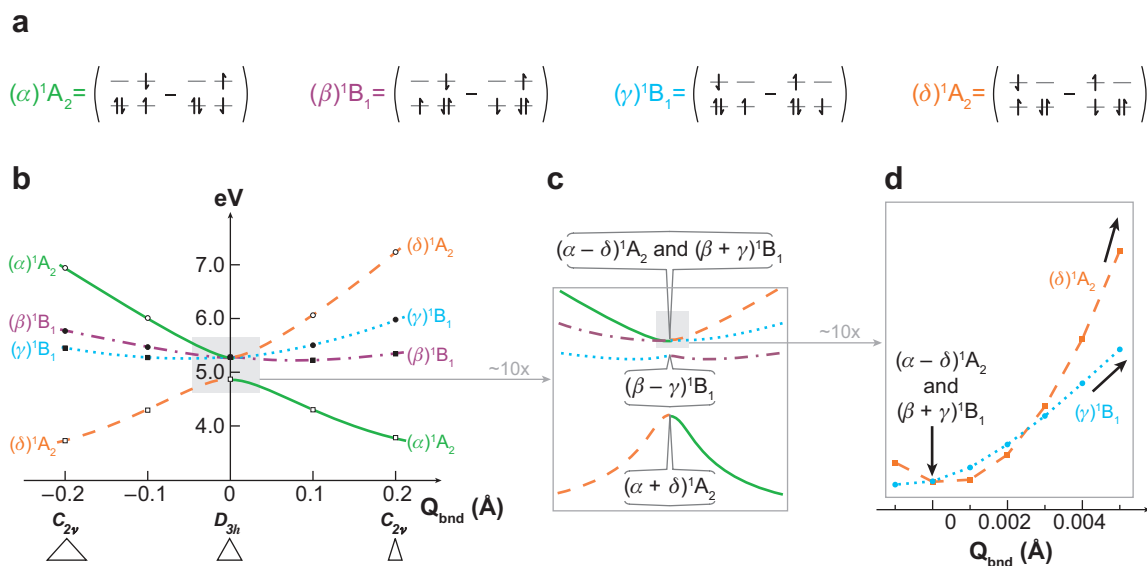 a
(α)¹A₂= ( – )
(β)¹B₁= ( – )
(γ)¹B₁= ( – )
(δ)¹A₂= ( – )
b
eV
(α)¹A₂
(δ)¹A₂
7.0
(β)¹B₁
6.0
(γ)¹B₁
(γ)¹B₁
5.0
(β)¹B₁
~10x
4.0
(δ)¹A₂
(α)¹A₂
−0.2 −0.1 0 0.1 0.2 Q_bnd (Å)
C₂ᵥ D₃ₕ C₂ᵥ
c
(α – δ)¹A₂ and (β + γ)¹B₁
~10x
(β – γ)¹B₁
(α + δ)¹A₂
d
(δ)¹A₂
(α – δ)¹A₂
and
(β + γ)¹B₁
(γ)¹B₁
0 0.002 0.004
Q_bnd (Å)